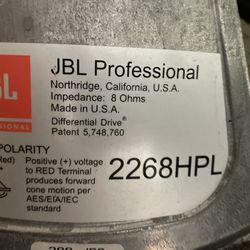 JBL Professional
Northridge, California, U.S.A.
Impedance: 8 Ohms
Made in U.S.A.
Differential Drive®
Patent 5,748,760
POLARITY
Positive (+) voltage
to RED Terminal
produces forward
cone motion per
AES/EIA/IEC
standard
2268HPL